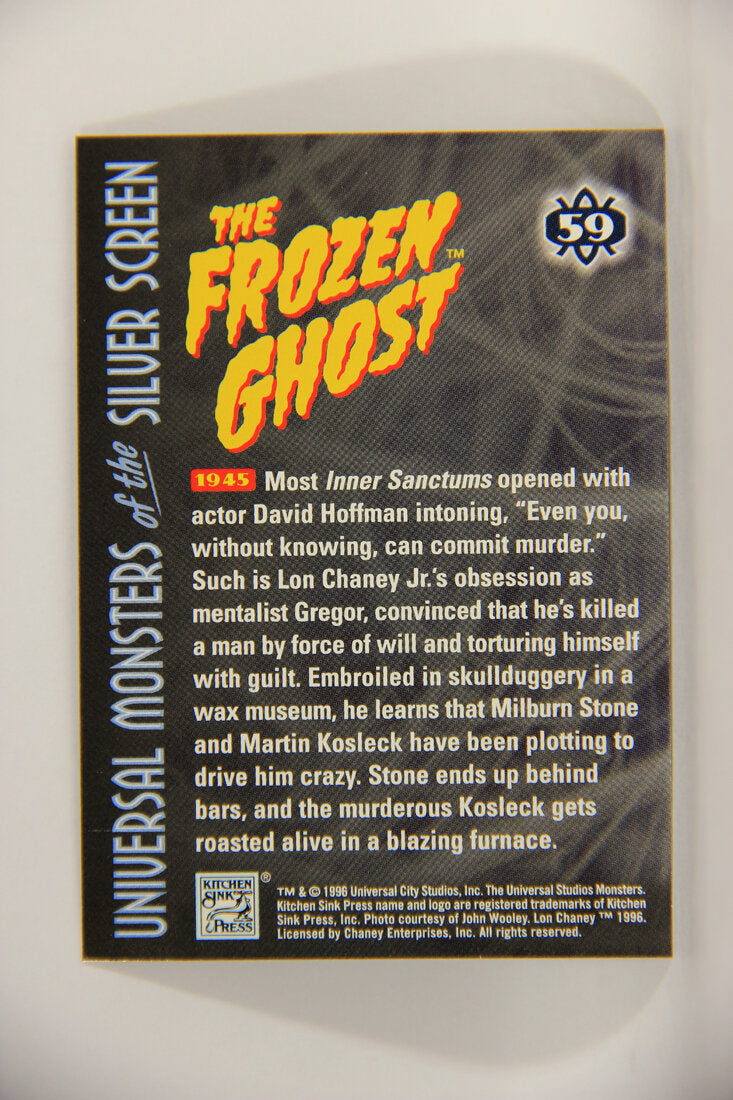 UNIVERSAL MONSTERS of the SILVER SCREEN
THE
FROZEN™
GHOST
59
1945 Most Inner Sanctums opened with
actor David Hoffman intoning, “Even you,
without knowing, can commit murder.”
Such is Lon Chaney Jr.’s obsession as
mentalist Gregor, convinced that he’s killed
a man by force of will and torturing himself
with guilt. Embroiled in skullduggery in a
wax museum, he learns that Milburn Stone
and Martin Kosleck have been plotting to
drive him crazy. Stone ends up behind
bars, and the murderous Kosleck gets
roasted alive in a blazing furnace.
KITCHEN
SINK
PRESS
®
TM & © 1996 Universal City Studios, Inc. The Universal Studios Monsters.
Kitchen Sink Press name and logo are registered trademarks of Kitchen
Sink Press, Inc. Photo courtesy of John Wooley. Lon Chaney ™ 1996.
Licensed by Chaney Enterprises, Inc. All rights reserved.